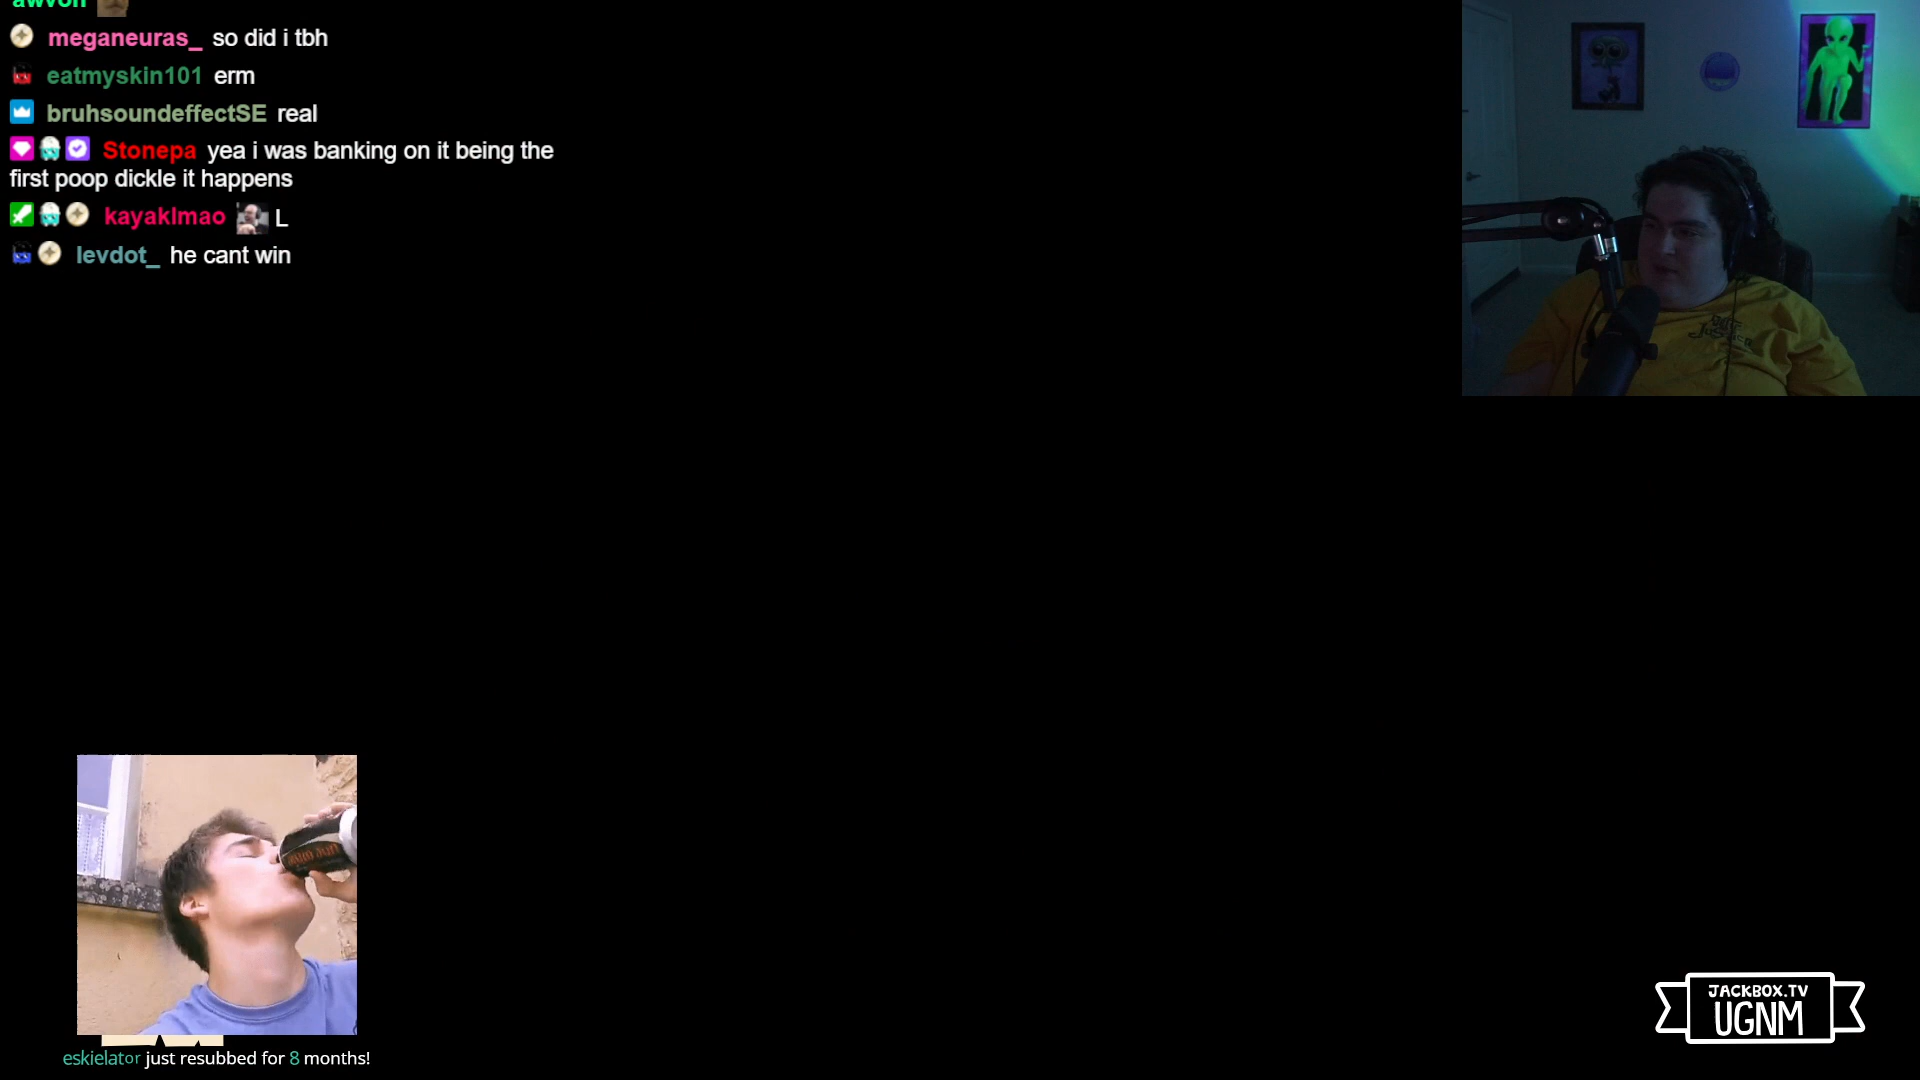 awvon
meganeuras_ so did i tbh
eatmyskin101 erm
bruhsoundeffectSE real
Stonepa yea i was banking on it being the
first poop dickle it happens
kayaklmao L
levdot_ he cant win
eskielator just resubbed for 8 months!
JACKBOX.TV
UGNM